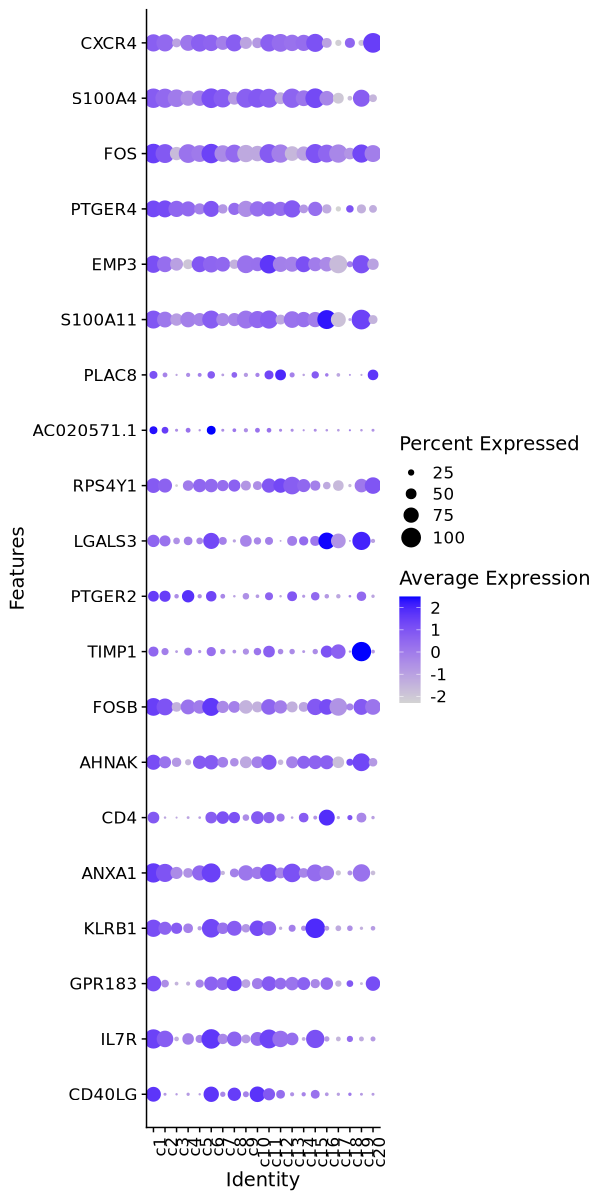 CXCR4
S100A4
FOS
PTGER4
EMP3
S100A11
PLAC8
AC020571.1
RPS4Y1
LGALS3
PTGER2
TIMP1
FOSB
AHNAK
CD4
ANXA1
KLRB1
GPR183
IL7R
CD40LG
Features
c1 c2 c3 c4 c5 c6 c7 c8 c9 c10 c11 c12 c13 c14 c15 c16 c17 c18 c19 c20
Identity
Percent Expressed
25
50
75
100
Average Expression
2
1
0
-1
-2